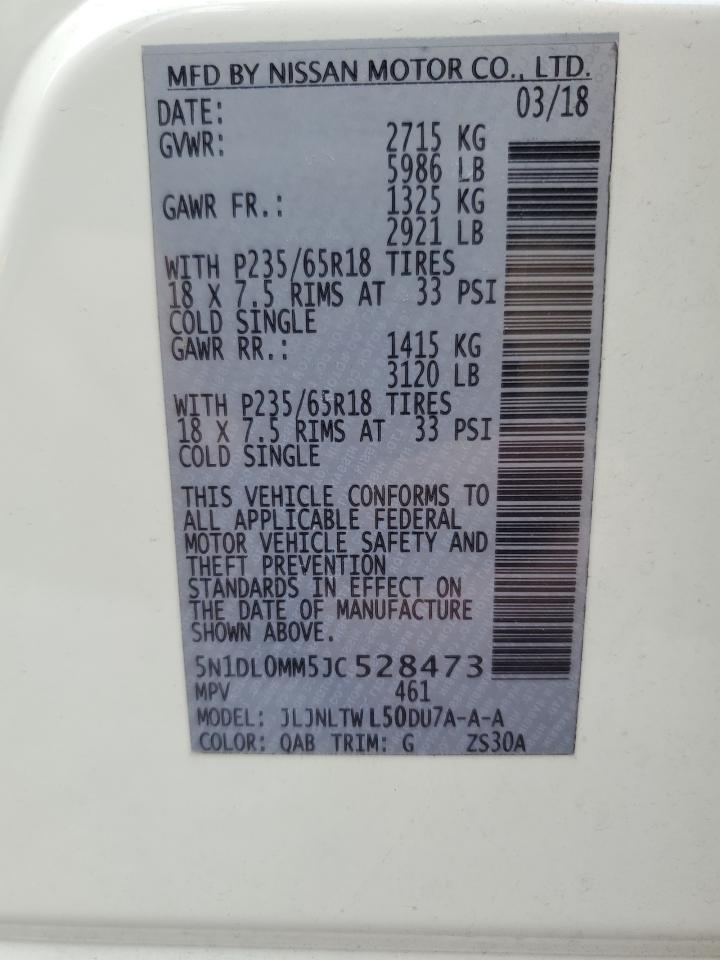 MFD BY NISSAN MOTOR CO., LTD.
DATE: 03/18
GVWR: 2715 KG
5986 LB
GAWR FR.: 1325 KG
2921 LB
WITH P235/65R18 TIRES
18 X 7.5 RIMS AT 33 PSI
COLD SINGLE
GAWR RR.: 1415 KG
3120 LB
WITH P235/65R18 TIRES
18 X 7.5 RIMS AT 33 PSI
COLD SINGLE
THIS VEHICLE CONFORMS TO
ALL APPLICABLE FEDERAL
MOTOR VEHICLE SAFETY AND
THEFT PREVENTION
STANDARDS IN EFFECT ON
THE DATE OF MANUFACTURE
SHOWN ABOVE.
5N1DL0MM5JC528473
MPV 461
MODEL: JLJNLTWL50DU7A-A-A
COLOR: QAB TRIM: G ZS30A